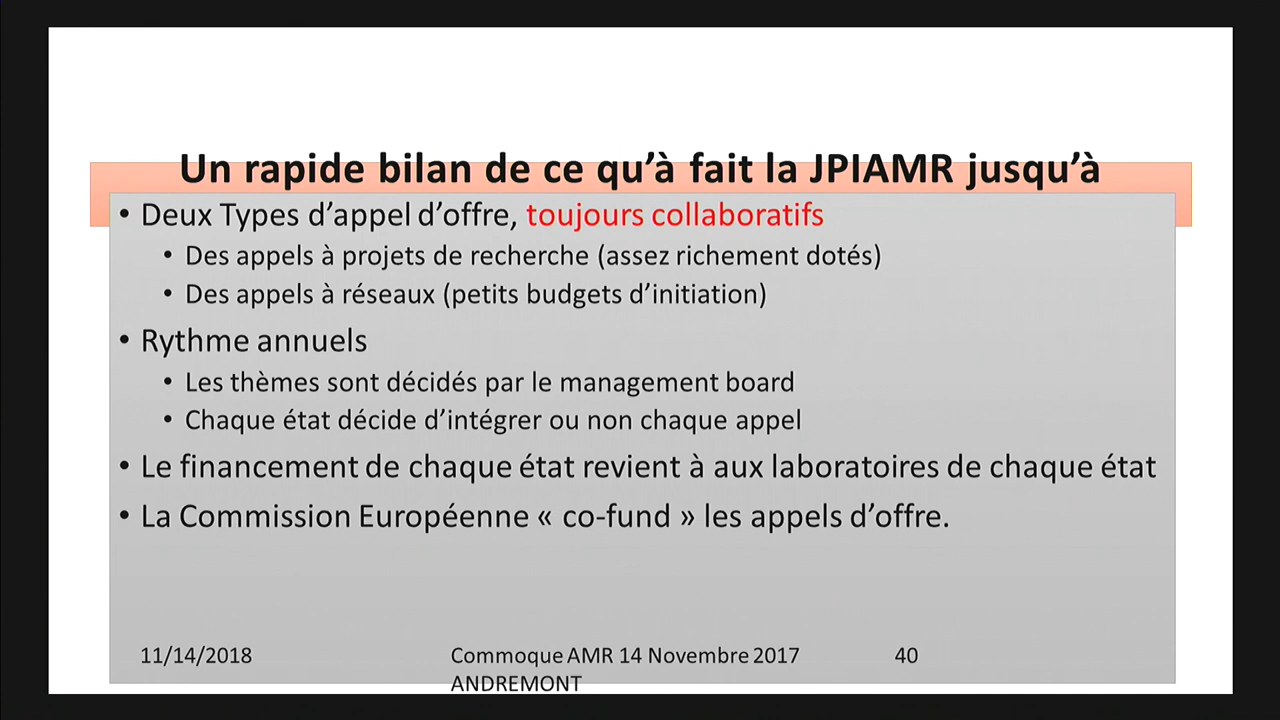 Un rapide bilan de ce qu’à fait la JPIAMR jusqu’à
• Deux Types d’appel d’offre, toujours collaboratifs
• Des appels à projets de recherche (assez richement dotés)
• Des appels à réseaux (petits budgets d’initiation)
• Rythme annuels
• Les thèmes sont décidés par le management board
• Chaque état décide d’intégrer ou non chaque appel
• Le financement de chaque état revient à aux laboratoires de chaque état
• La Commission Européenne « co-fund » les appels d’offre.
11/14/2018
Commoque AMR 14 Novembre 2017
ANDREMONT
40